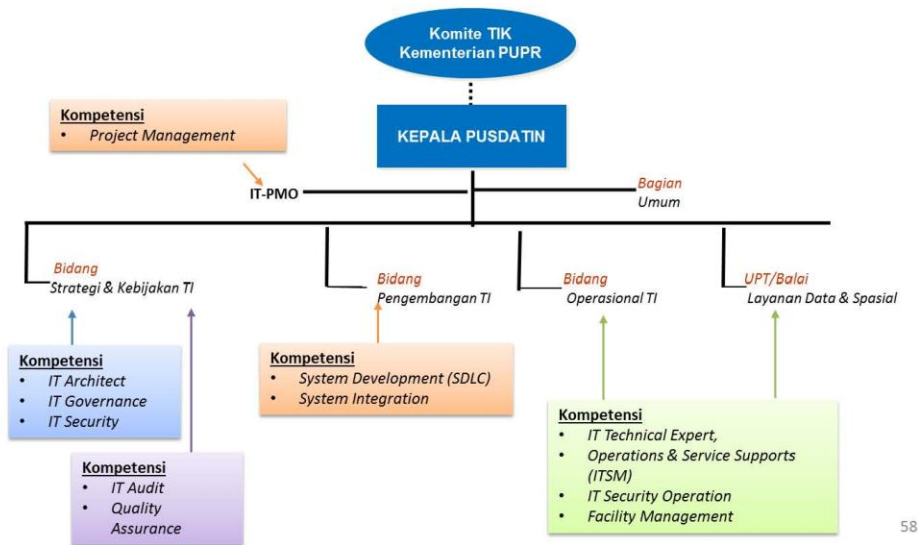 Komite TIK
Kementerian PUPR
Kompetensi
• Project Management
KEPALA PUSDATIN
IT-PMO
Bagian
Umum
Bidang
Strategi & Kebijakan TI
Bidang
Pengembangan TI
Bidang
Operasional TI
UPT/Balai
Layanan Data & Spasial
Kompetensi
• IT Architect
• IT Governance
• IT Security
Kompetensi
• System Development (SDLC)
• System Integration
Kompetensi
• IT Technical Expert,
• Operations & Service Supports
(ITSM)
• IT Security Operation
• Facility Management
Kompetensi
• IT Audit
• Quality
Assurance
58